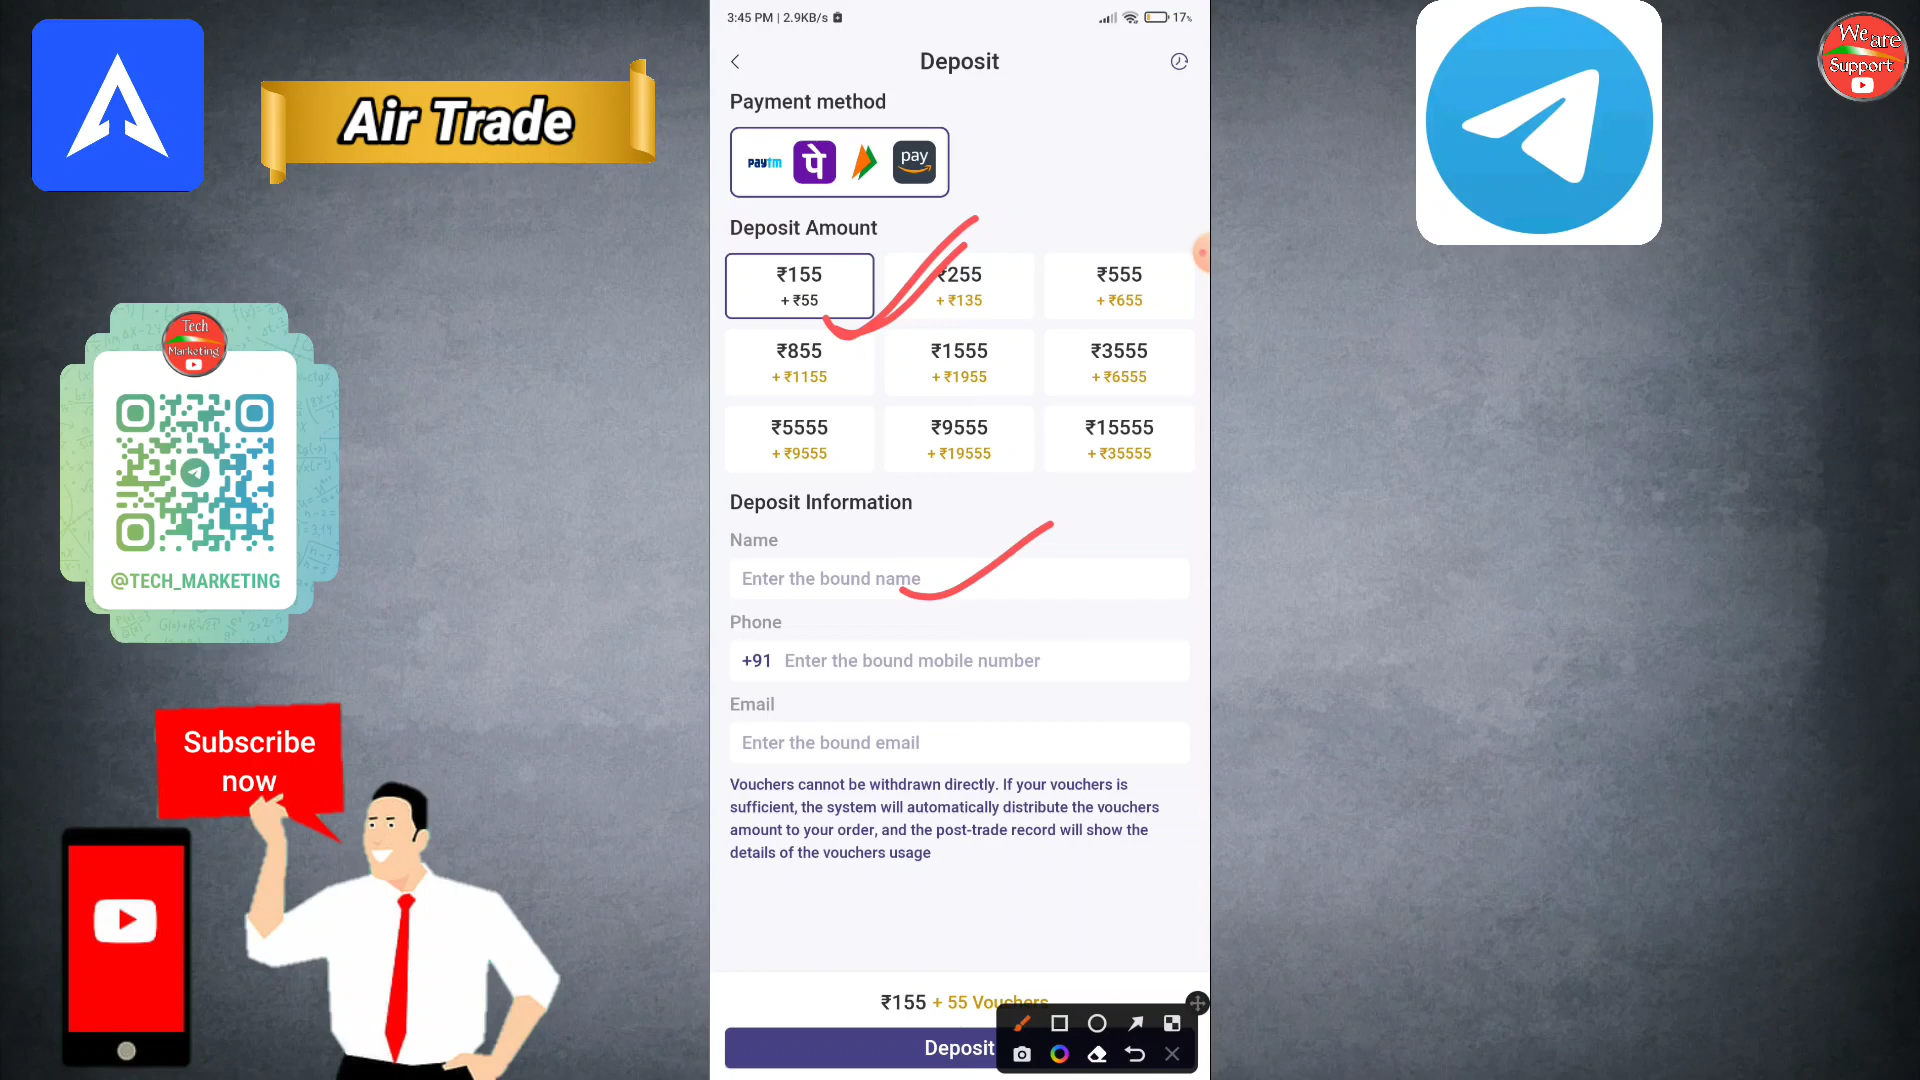 Air Trade
Tech
Marketing
@TECH_MARKETING
Subscribe
now
3:45 PM | 2.9KB/s
17%
Deposit
Payment method
paytm
पे
pay
Deposit Amount
₹155
+ ₹55
₹255
+ ₹135
₹555
+ ₹655
₹855
+ ₹1155
₹1555
+ ₹1955
₹3555
+ ₹6555
₹5555
+ ₹9555
₹9555
+ ₹19555
₹15555
+ ₹35555
Deposit Information
Name
Enter the bound name
Phone
+91 Enter the bound mobile number
Email
Enter the bound email
Vouchers cannot be withdrawn directly. If your vouchers is
sufficient, the system will automatically distribute the vouchers
amount to your order, and the post-trade record will show the
details of the vouchers usage
₹155 + 55 Vouchers
Deposit
We are
Support